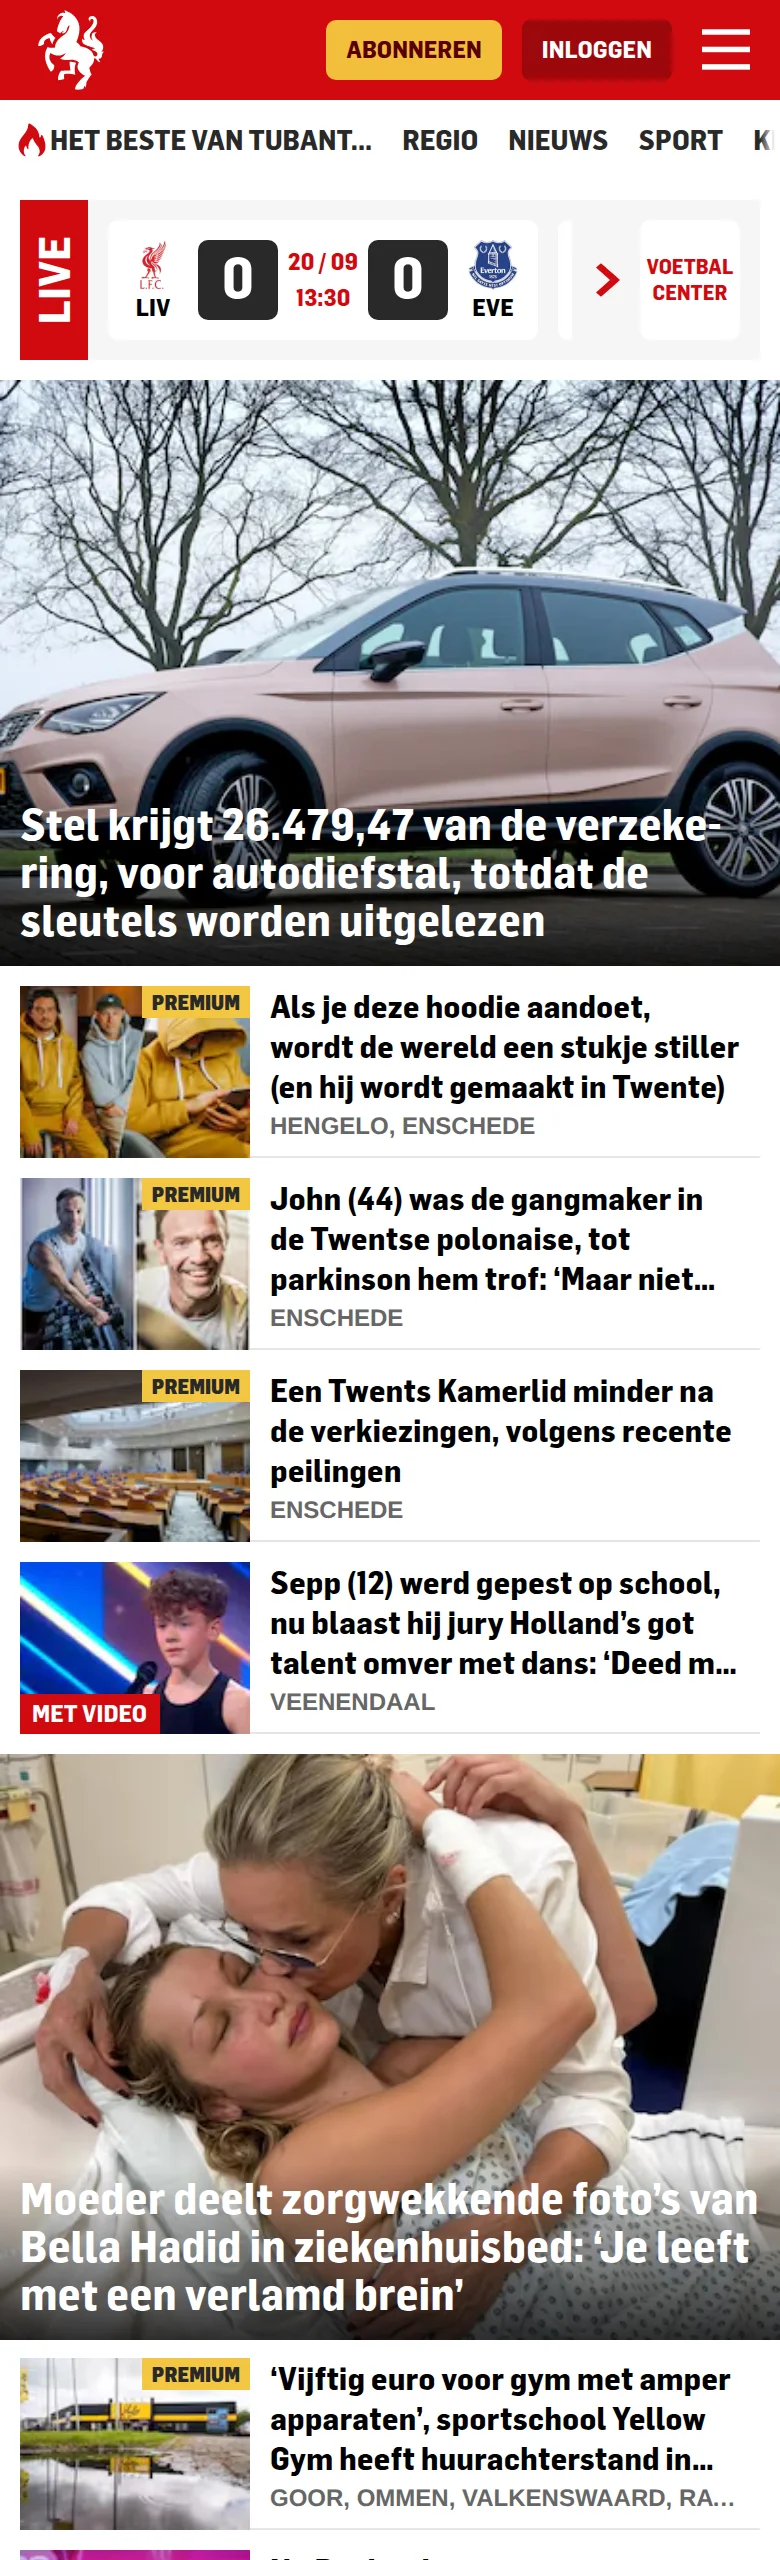 ABONNEREN
INLOGGEN
HET BESTE VAN TUBANT...
REGIO
NIEUWS
SPORT
LIVE
L.F.C.
LIV
0
20 / 09
13:30
0
Everton
EVE
VOETBAL
CENTER
Stel krijgt 26.479,47 van de verzeke-
ring, voor autodiefstal, totdat de
sleutels worden uitgelezen
PREMIUM
Als je deze hoodie aandoet,
wordt de wereld een stukje stiller
(en hij wordt gemaakt in Twente)
HENGELO, ENSCHEDE
PREMIUM
John (44) was de gangmaker in
de Twentse polonaise, tot
parkinson hem trof: ‘Maar niet...
ENSCHEDE
PREMIUM
Een Twents Kamerlid minder na
de verkiezingen, volgens recente
peilingen
ENSCHEDE
MET VIDEO
Sepp (12) werd gepest op school,
nu blaast hij jury Holland’s got
talent omver met dans: ‘Deed m...
VEENENDAAL
Moeder deelt zorgwekkende foto’s van
Bella Hadid in ziekenhuisbed: ‘Je leeft
met een verlamd brein’
PREMIUM
‘Vijftig euro voor gym met amper
apparaten’, sportschool Yellow
Gym heeft huurachterstand in...
GOOR, OMMEN, VALKENSWAARD, RA...